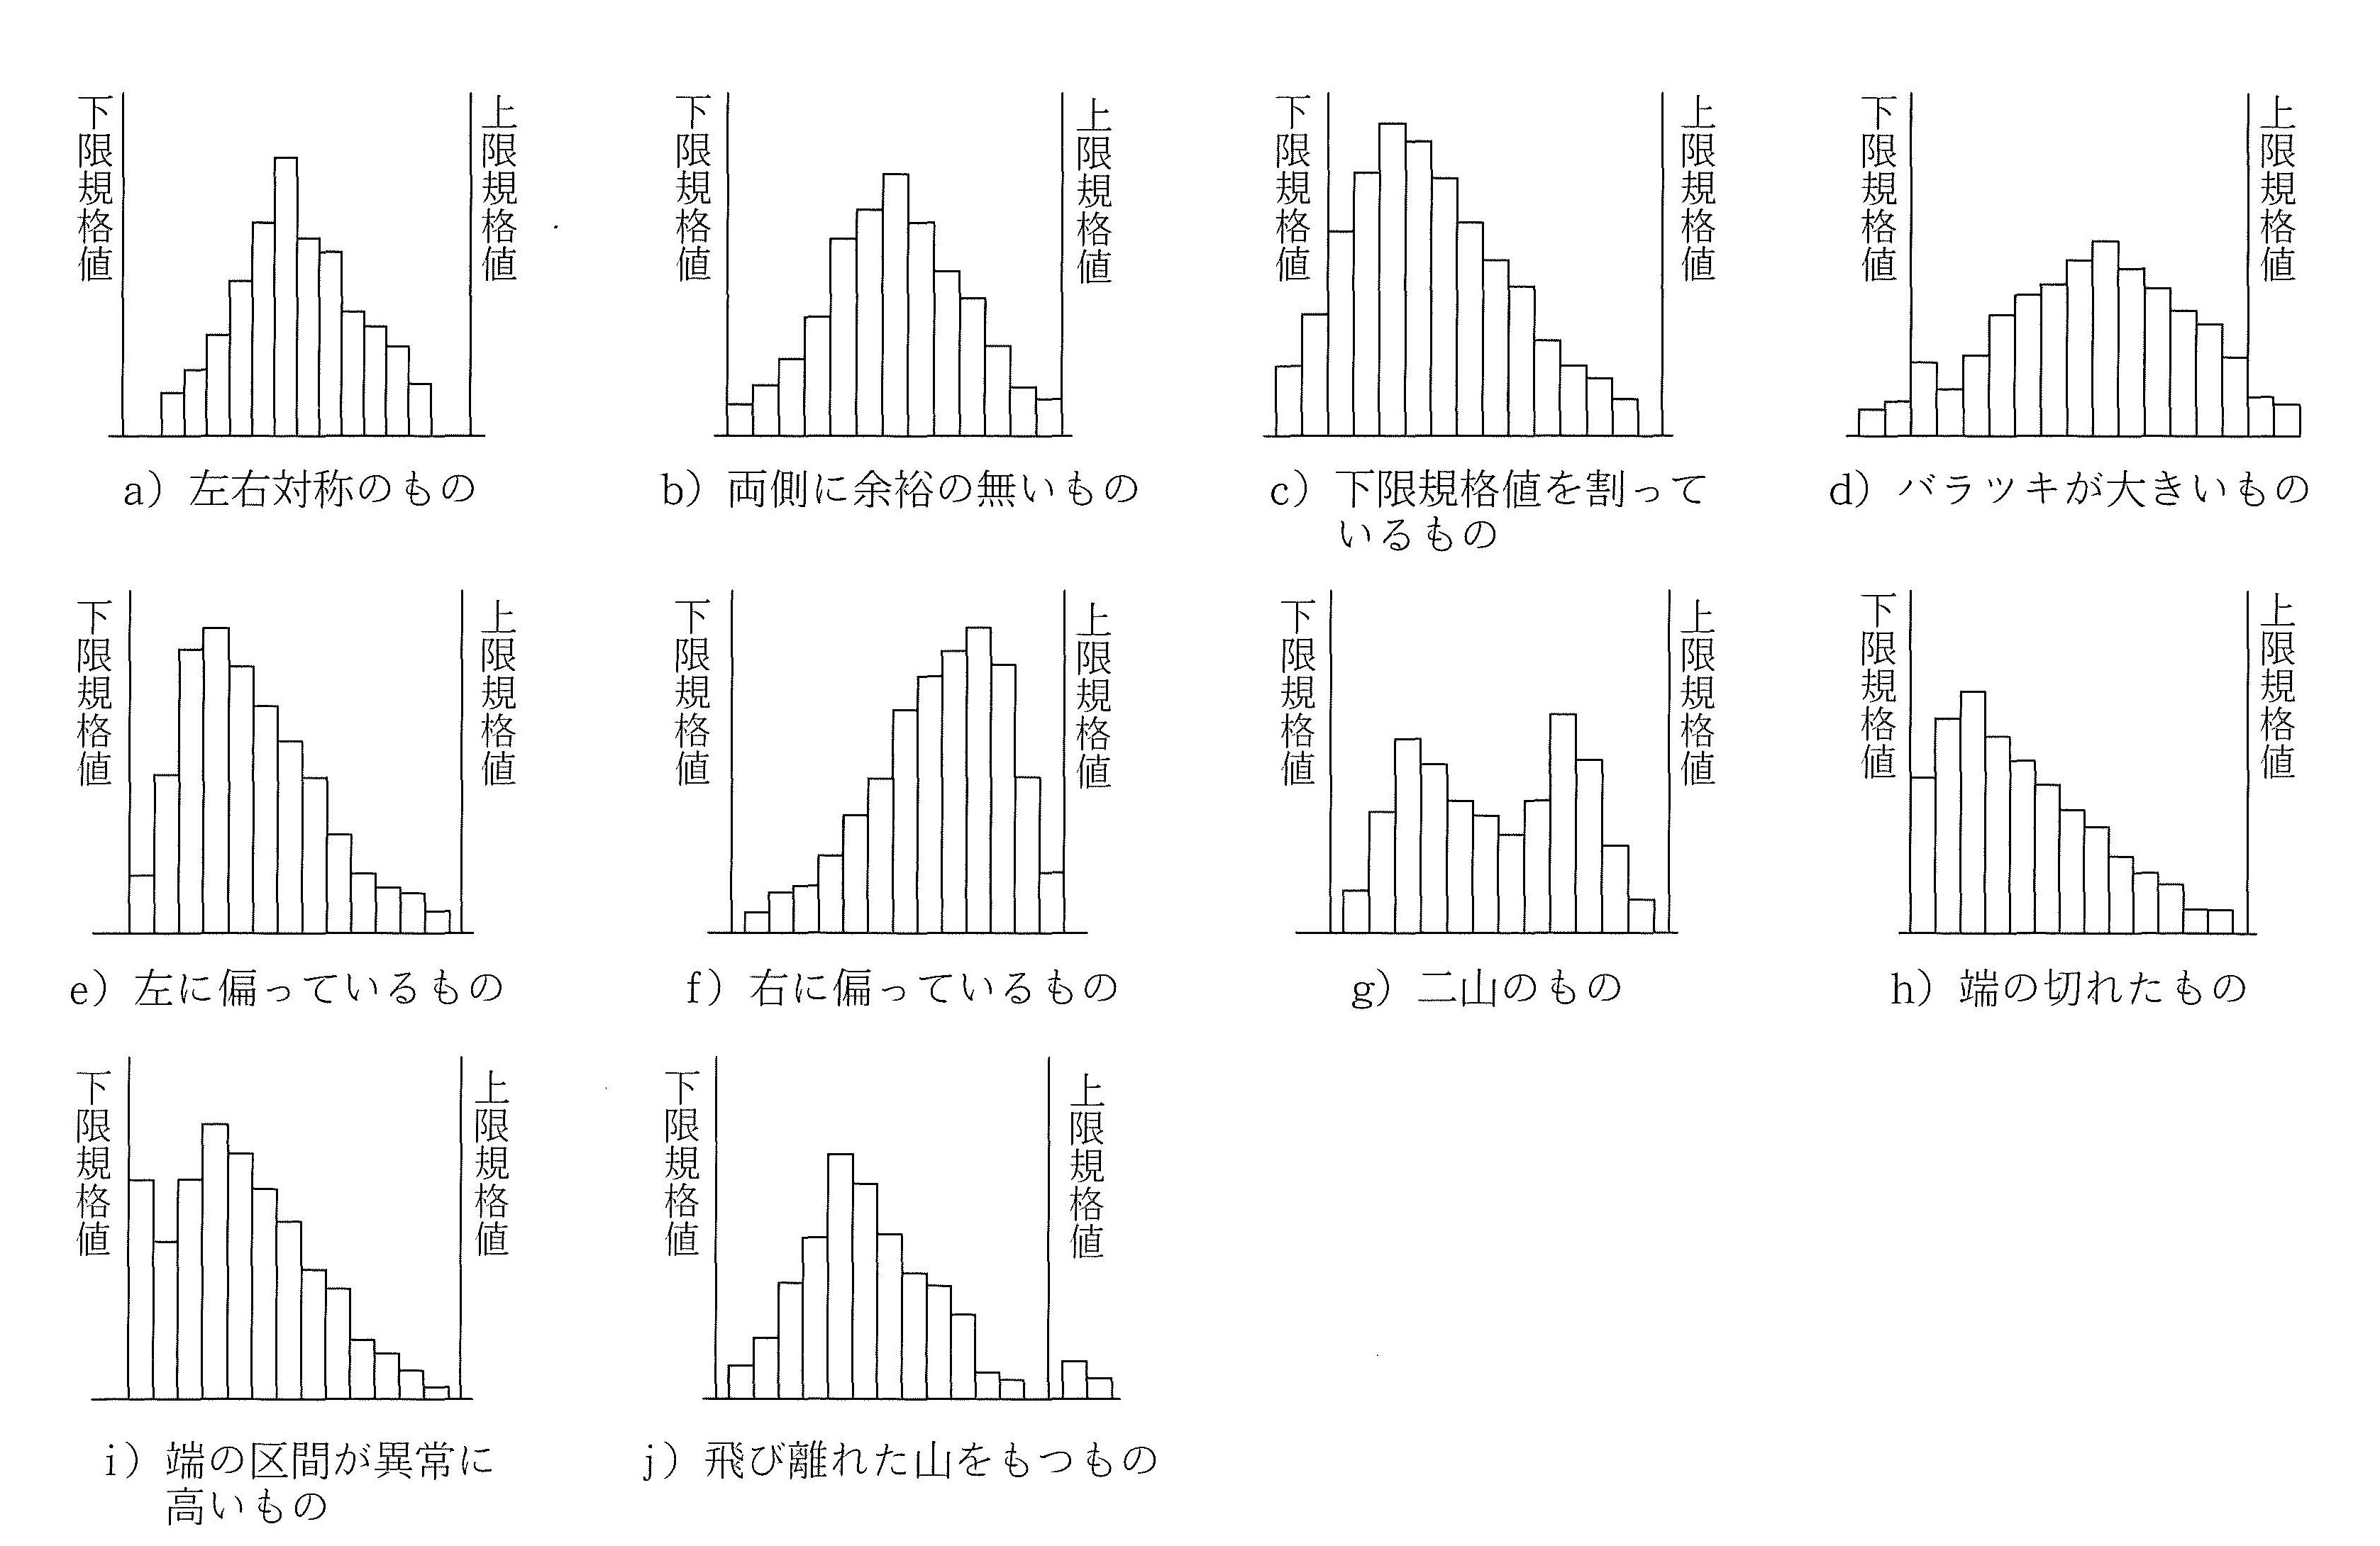 下限規格値
上限規格値
下限規格値
上限規格値
下限規格値
上限規格値
下限規格値
上限規格値
a）左右対称のもの
b）両側に余裕の無いもの
c）下限規格値を割って
いるもの
d）バラツキが大きいもの
下限規格値
上限規格値
下限規格値
上限規格値
下限規格値
上限規格値
下限規格値
上限規格値
e）左に偏っているもの
f）右に偏っているもの
g）二山のもの
h）端の切れたもの
下限規格値
上限規格値
下限規格値
上限規格値
i）端の区間が異常に
高いもの
j）飛び離れた山をもつもの